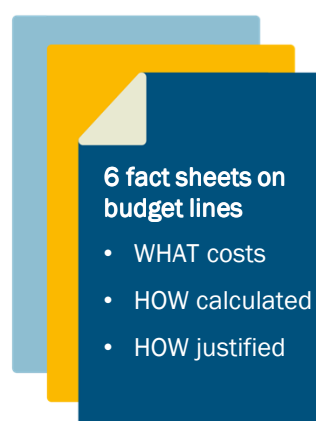 6 fact sheets on
budget lines
• WHAT costs
• HOW calculated
• HOW justified